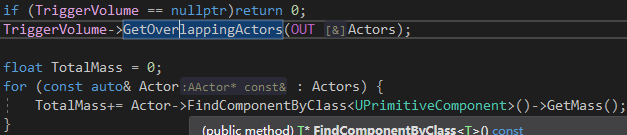 if (TriggerVolume == nullptr)return 0;
TriggerVolume->GetOverlappingActors(OUT [&]Actors);
float TotalMass = 0;
for (const auto& Actor:AActor* const& : Actors) {
TotalMass+= Actor->FindComponentByClass<UPrimitiveComponent>()->GetMass();
}
(public method) T* FindComponentByClass<T>() const